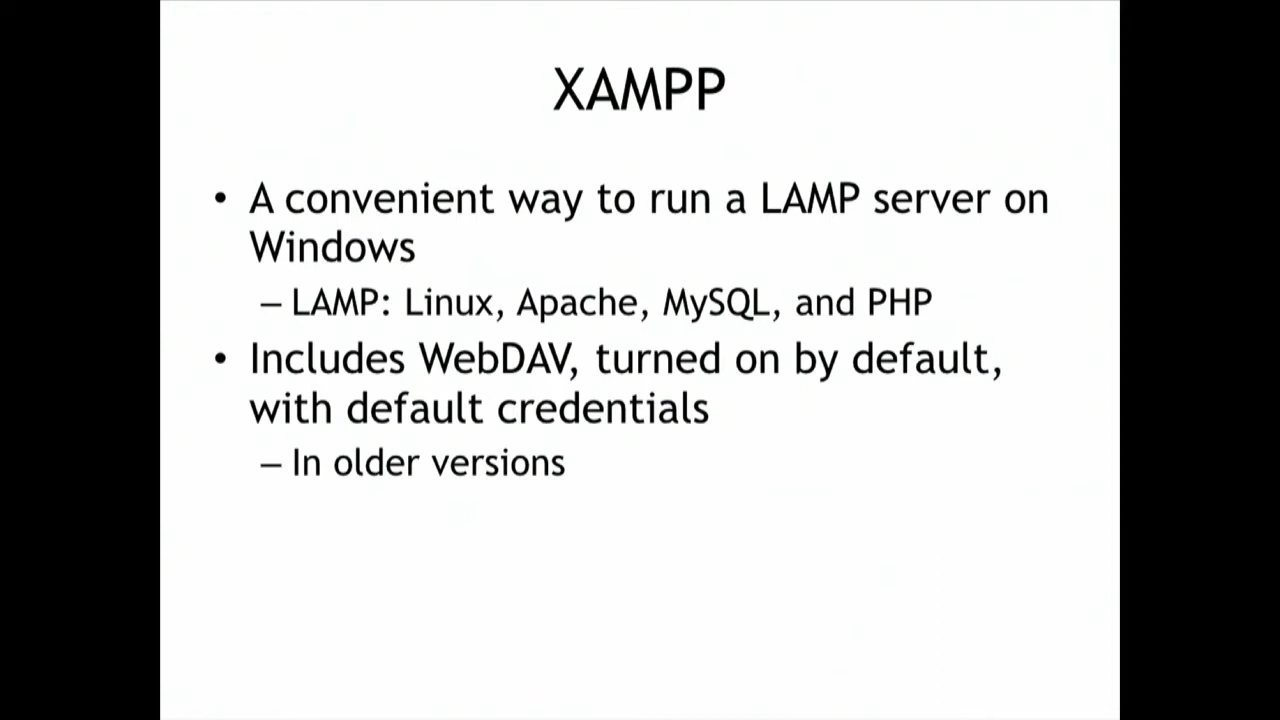 XAMPP
• A convenient way to run a LAMP server on
Windows
– LAMP: Linux, Apache, MySQL, and PHP
• Includes WebDAV, turned on by default,
with default credentials
– In older versions